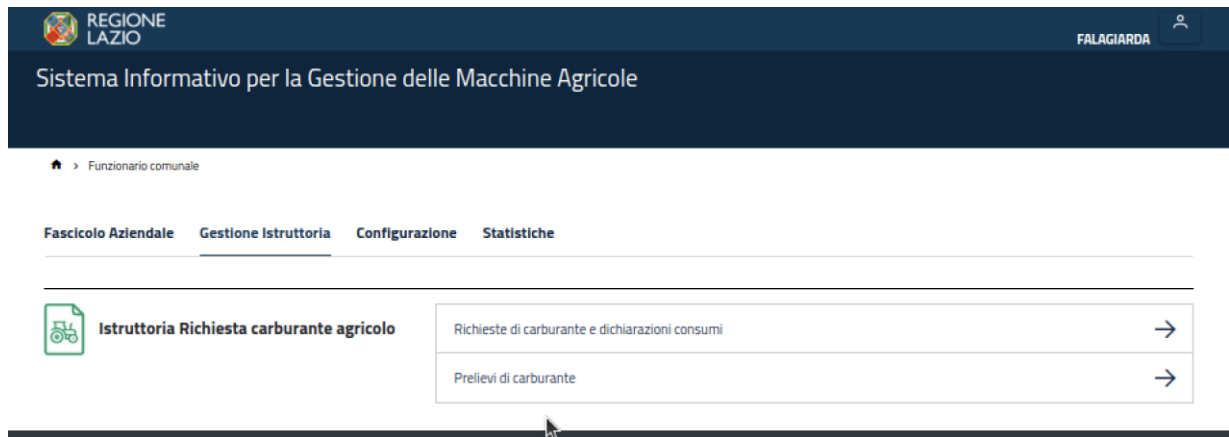 REGIONE
LAZIO
FALAGIARDA
Sistema Informativo per la Gestione delle Macchine Agricole
> Funzionario comunale
Fascicolo Aziendale Gestione Istruttoria Configurazione Statistiche
Istruttoria Richiesta carburante agricolo
Richieste di carburante e dichiarazioni consumi
Prelievi di carburante